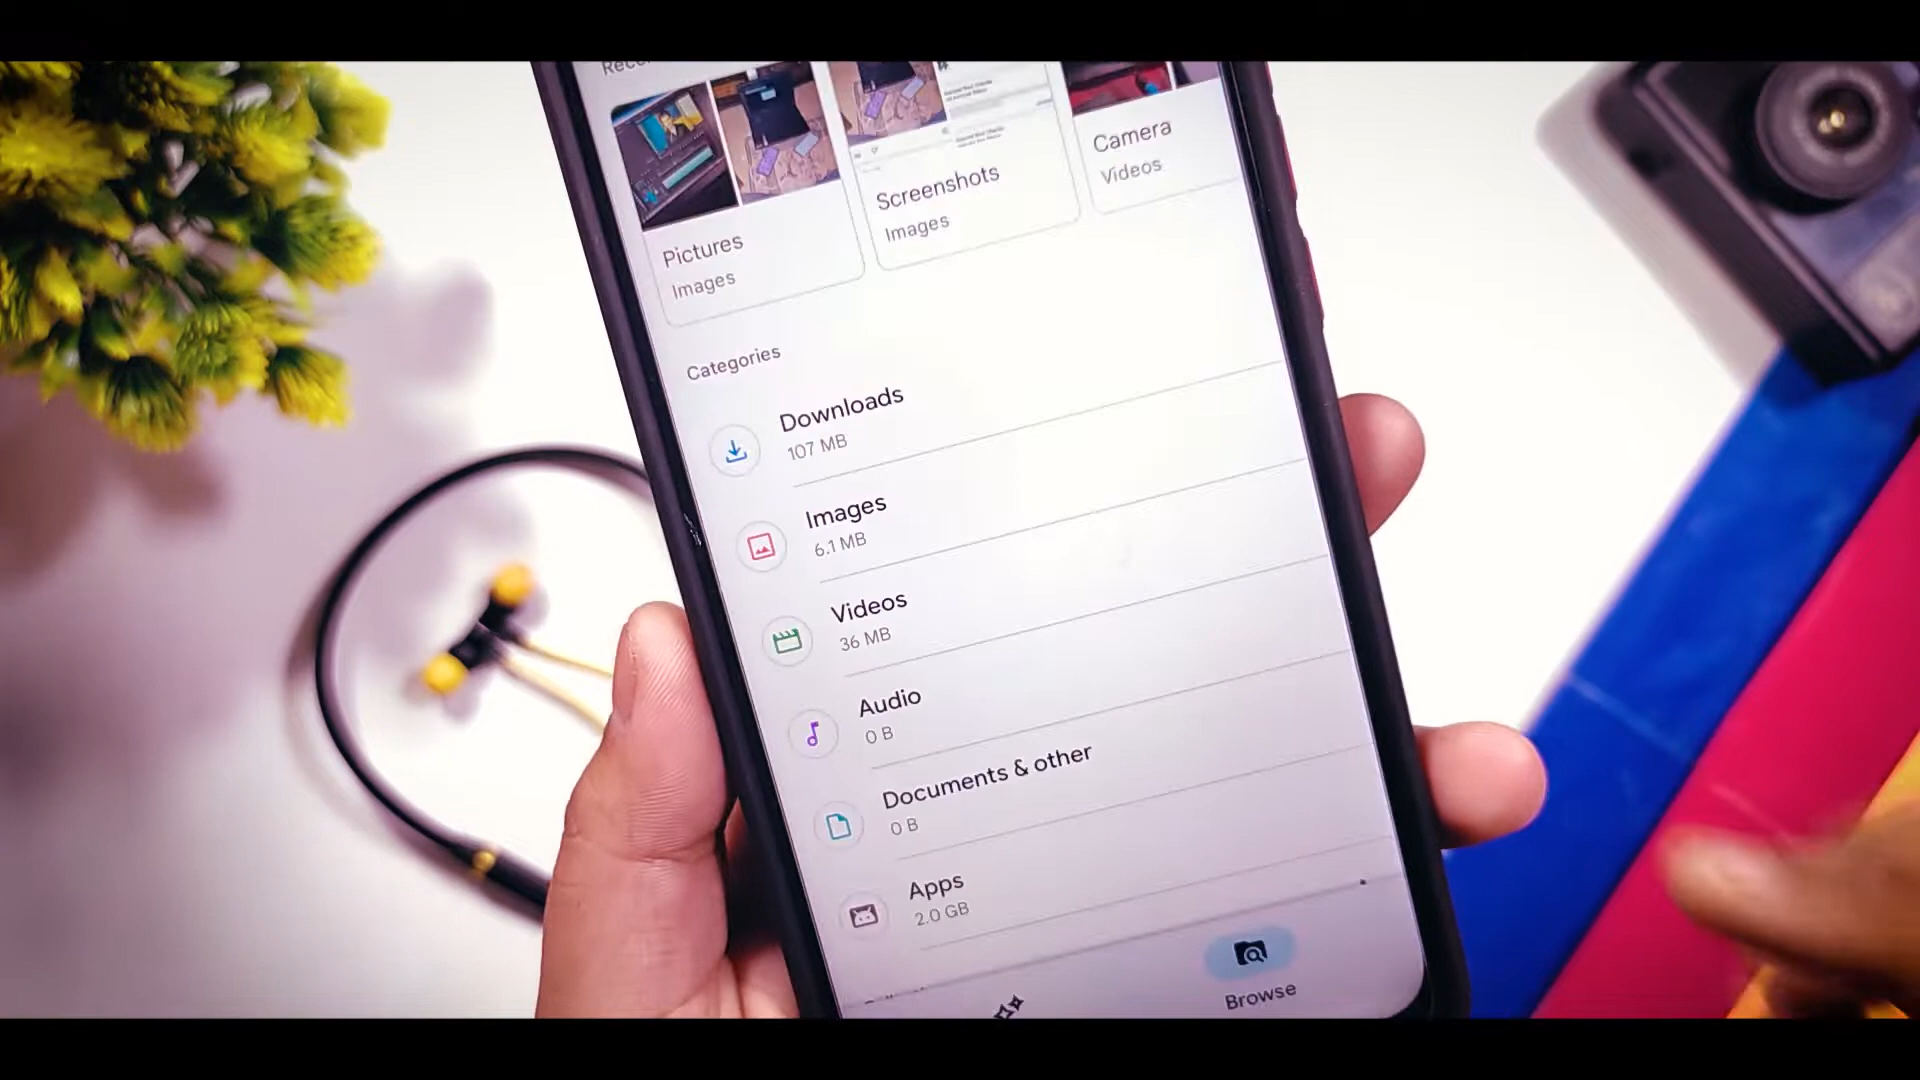 Pictures
Images
Screenshots
Images
Camera
Videos
Categories
Downloads
107 MB
Images
6.1 MB
Videos
36 MB
Audio
0 B
Documents & other
0 B
Apps
2.0 GB
Browse